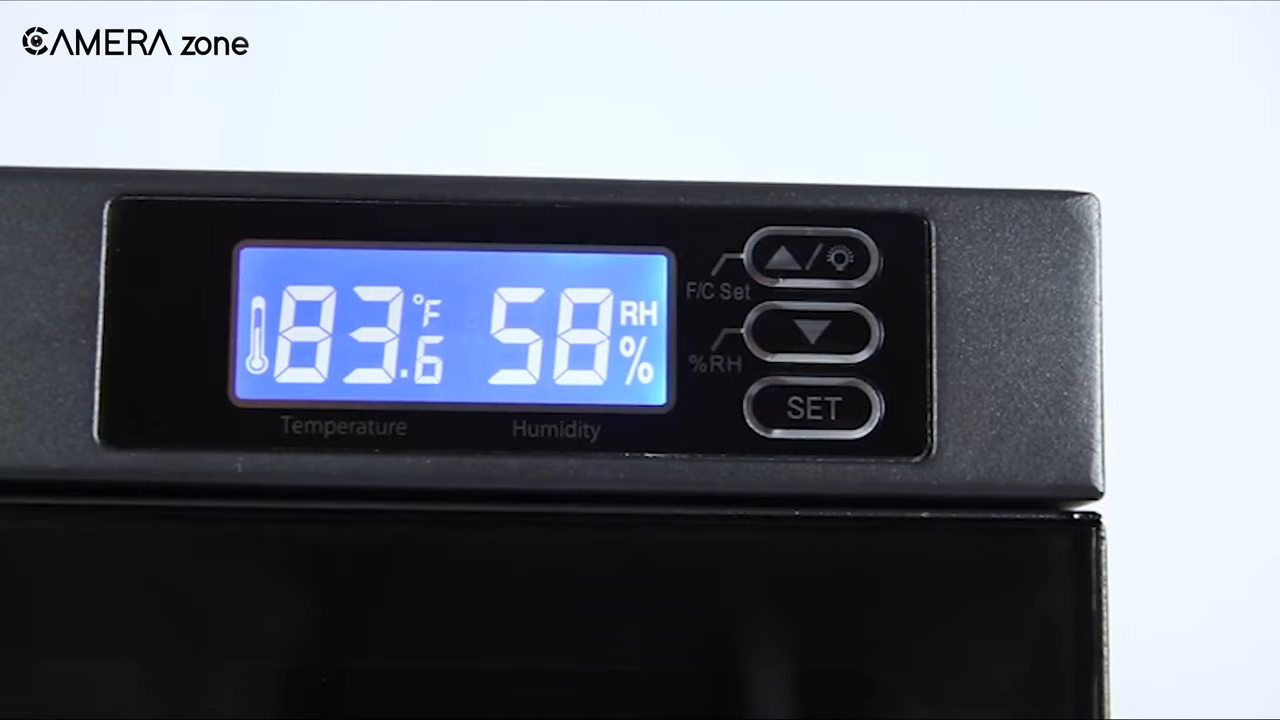 CAMERA zone
83.6 °F 58 RH %
Temperature Humidity
F/C Set
%RH
SET